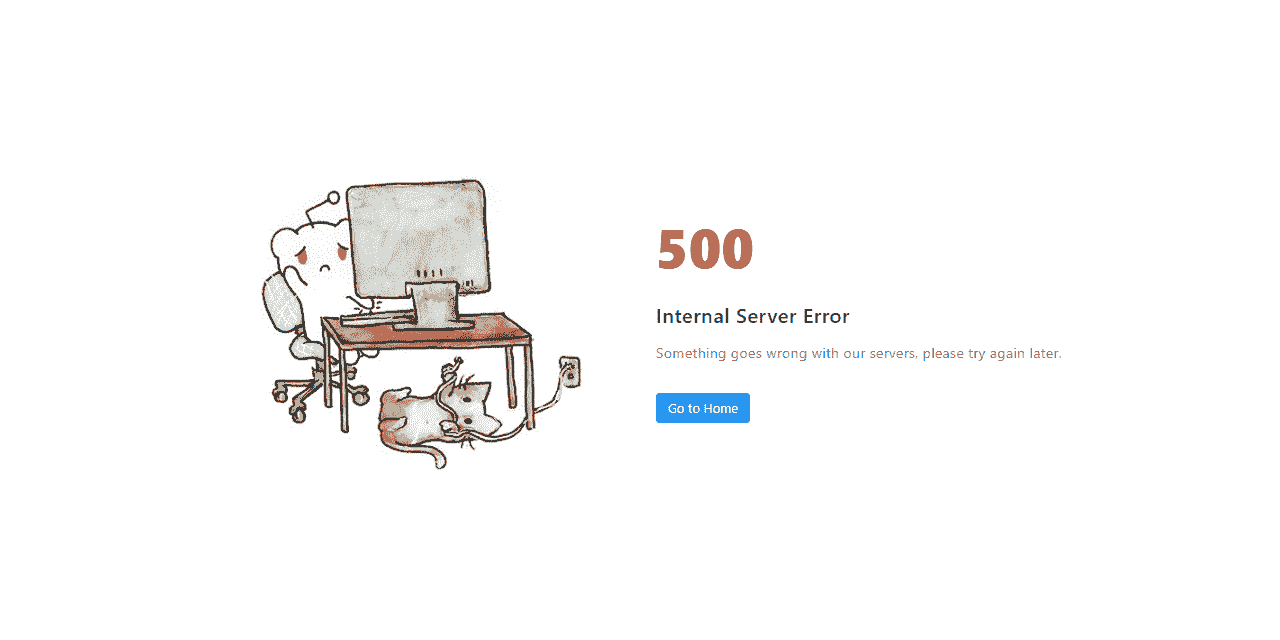 500
Internal Server Error
Something goes wrong with our servers, please try again later.
Go to Home